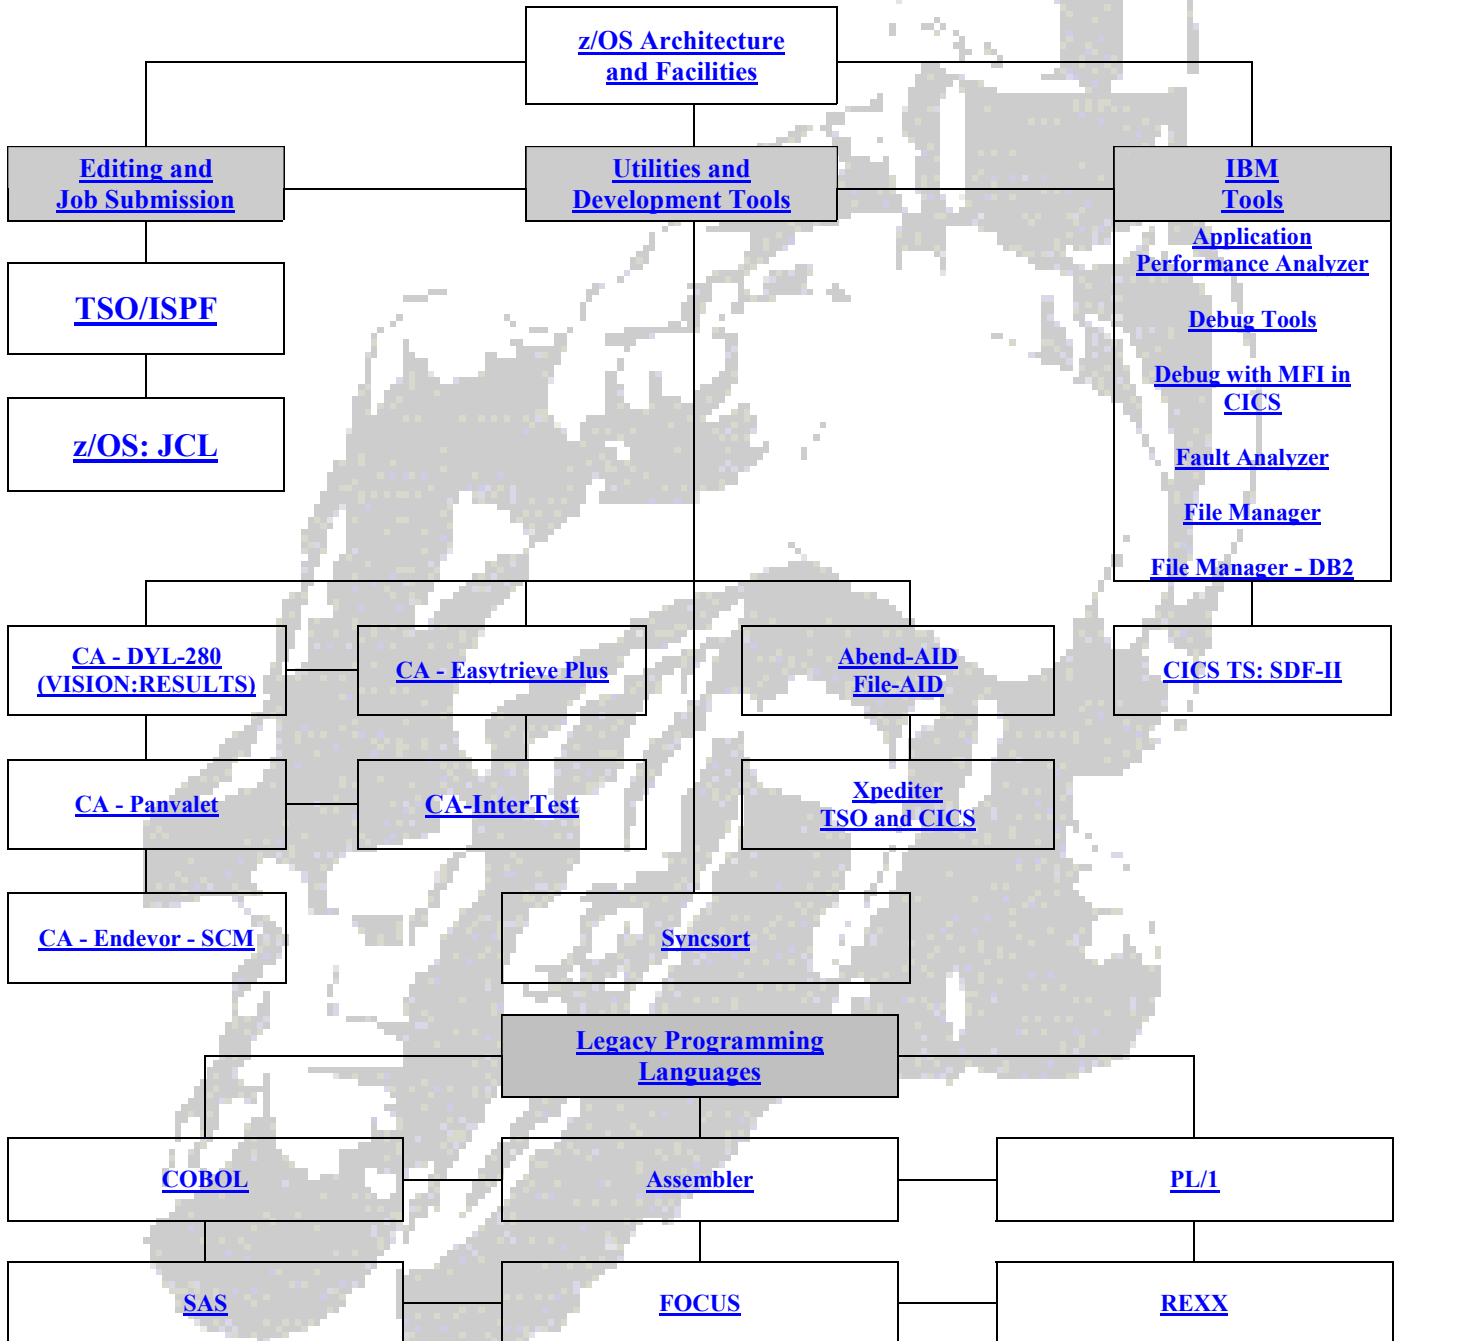 z/OS Architecture
and Facilities
Editing and
Job Submission
Utilities and
Development Tools
IBM
Tools
Application
Performance Analyzer
Debug Tools
Debug with MFI in
CICS
Fault Analyzer
File Manager
File Manager - DB2
TSO/ISPF
z/OS: JCL
CA - DYL-280
(VISION:RESULTS)
CA - Easytrieve Plus
Abend-AID
File-AID
CICS TS: SDF-II
CA - Panvalet
CA-InterTest
Xpediter
TSO and CICS
CA - Endevor - SCM
Syncsort
Legacy Programming
Languages
COBOL
Assembler
PL/1
SAS
FOCUS
REXX